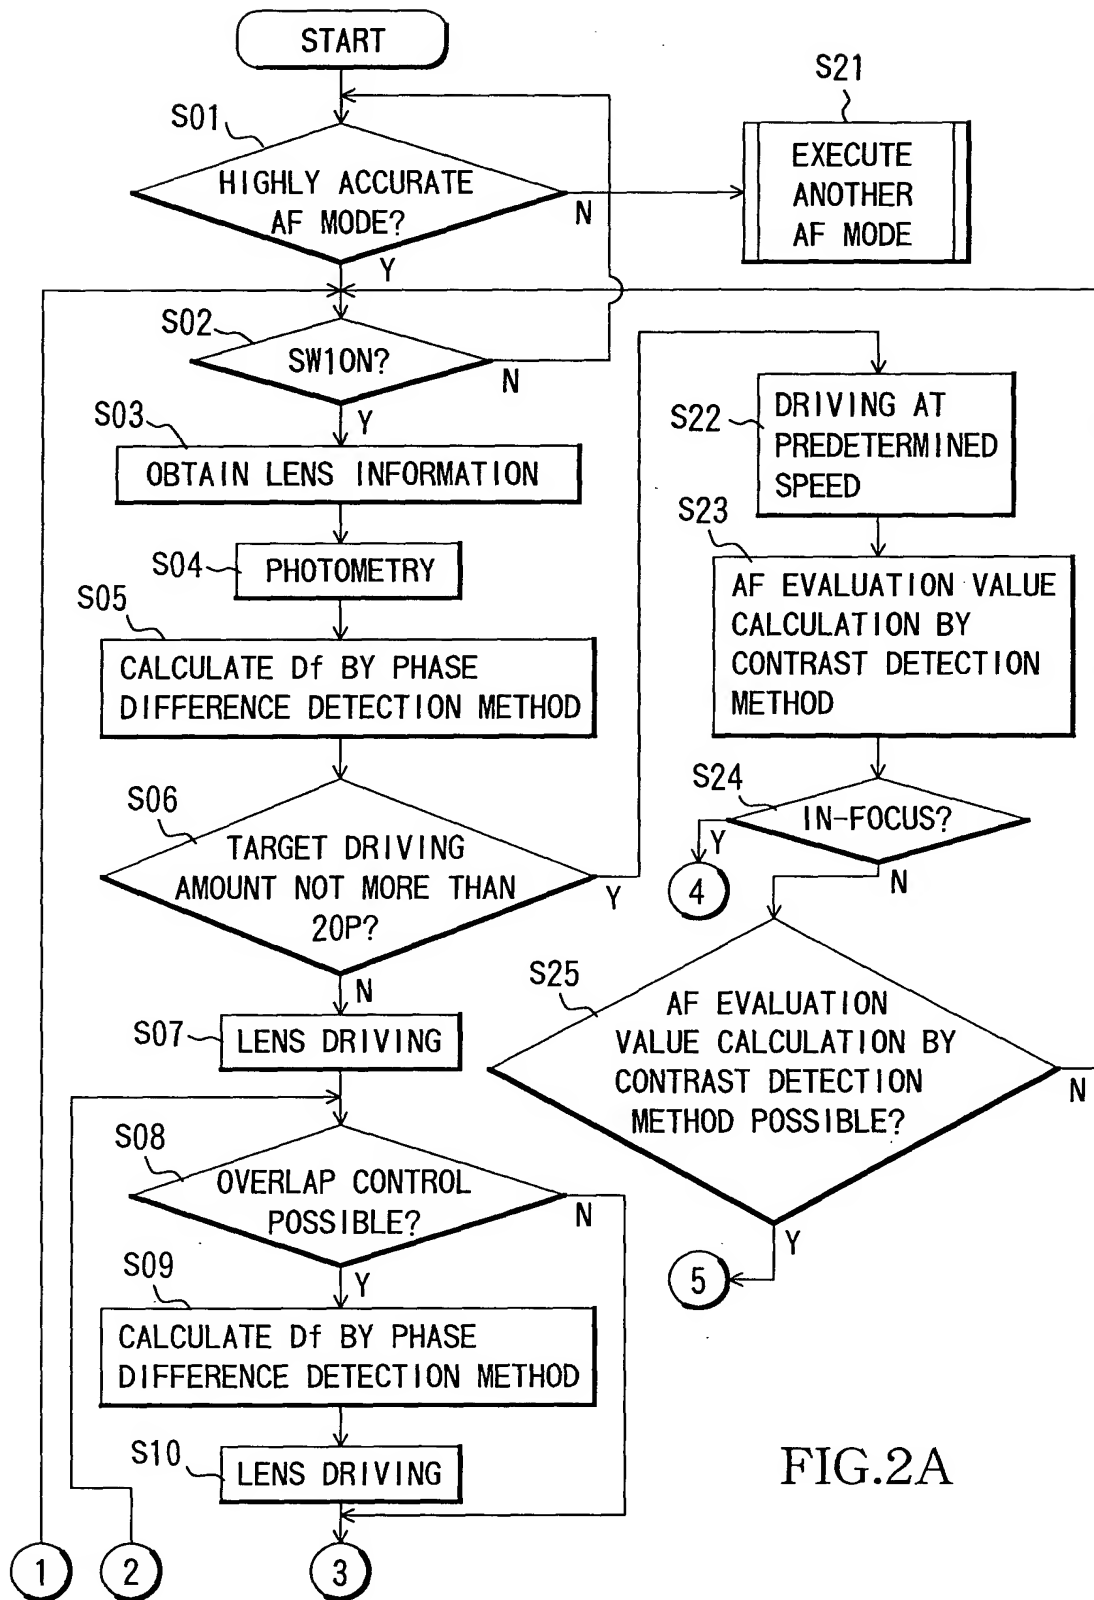 START
S01
HIGHLY ACCURATE
AF MODE?
N
Y
S21
EXECUTE
ANOTHER
AF MODE
S02
SW1ON?
N
Y
S03
OBTAIN LENS INFORMATION
S04
PHOTOMETRY
S05
CALCULATE Df BY PHASE
DIFFERENCE DETECTION METHOD
S06
TARGET DRIVING
AMOUNT NOT MORE THAN
20P?
Y
N
S07
LENS DRIVING
S08
OVERLAP CONTROL
POSSIBLE?
N
Y
S09
CALCULATE Df BY PHASE
DIFFERENCE DETECTION METHOD
S10
LENS DRIVING
1
2
3
S22
DRIVING AT
PREDETERMINED
SPEED
S23
AF EVALUATION VALUE
CALCULATION BY
CONTRAST DETECTION
METHOD
S24
IN-FOCUS?
Y
N
4
S25
AF EVALUATION
VALUE CALCULATION BY
CONTRAST DETECTION
METHOD POSSIBLE?
N
Y
5
FIG.2A